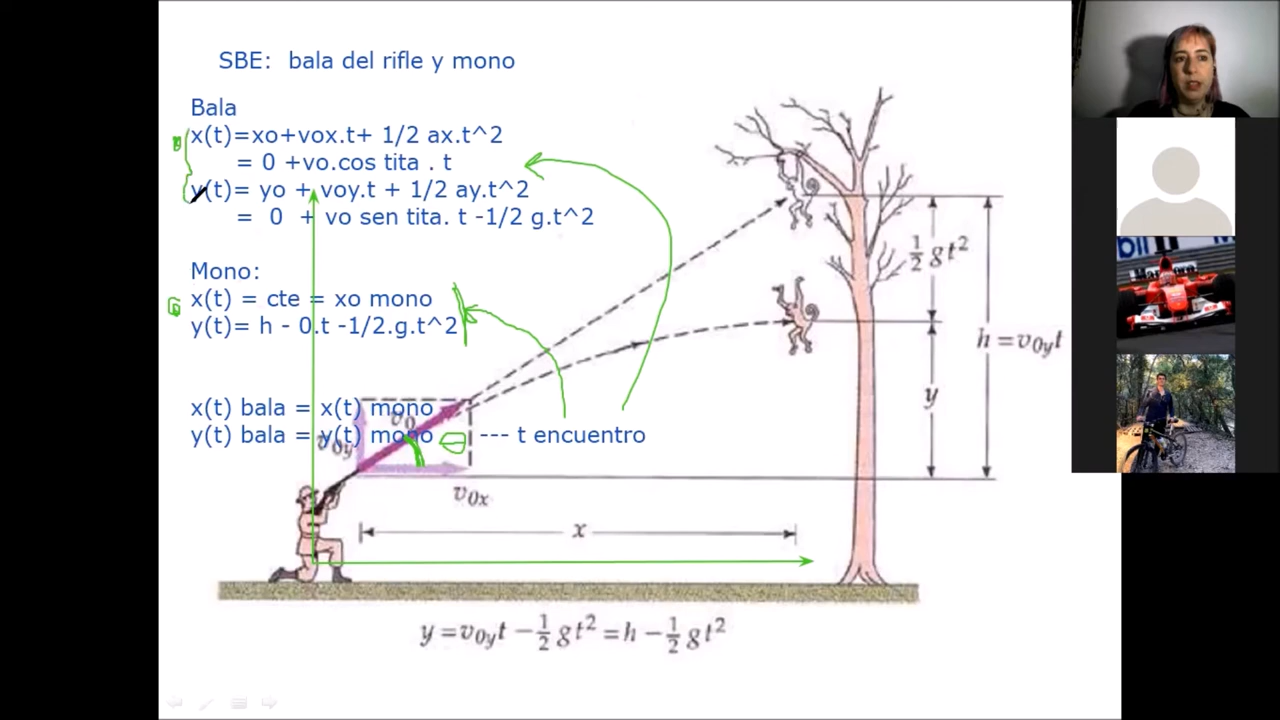 SBE: bala del rifle y mono
Bala
x(t)=xo+vox.t+ 1/2 ax.t^2
= 0 +vo.cos tita . t
y(t)= yo + voy.t + 1/2 ay.t^2
= 0 + vo sen tita. t -1/2 g.t^2
Mono:
x(t) = cte = xo mono
y(t)= h - 0.t -1/2.g.t^2
x(t) bala = x(t) mono
y(t) bala = y(t) mono --- t encuentro
v₀
v₀y
θ
v₀x
x
½ gt²
h = v₀yt
y
y = v₀yt − ½ gt² = h − ½ gt²
bil